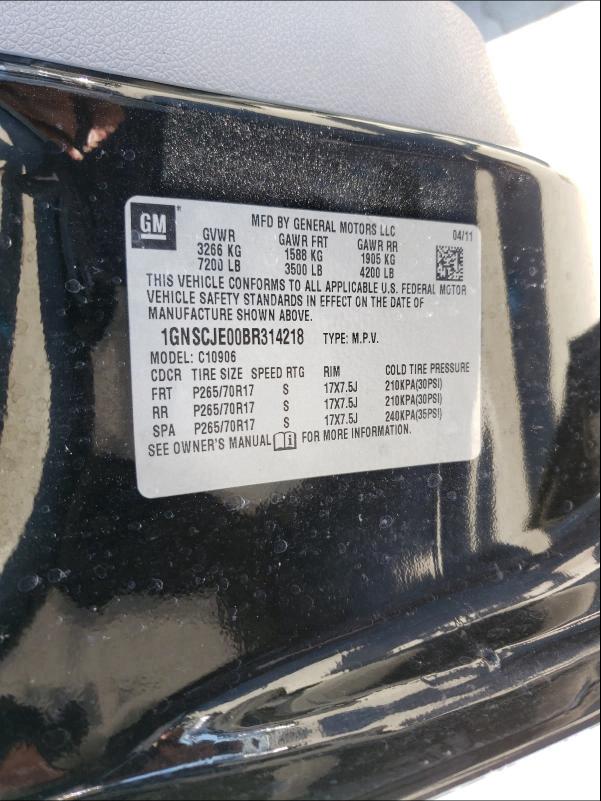 GM MFD BY GENERAL MOTORS LLC 04/11
GVWR GAWR FRT GAWR RR
3266 KG 1588 KG 1905 KG
7200 LB 3500 LB 4200 LB
THIS VEHICLE CONFORMS TO ALL APPLICABLE U.S. FEDERAL MOTOR
VEHICLE SAFETY STANDARDS IN EFFECT ON THE DATE OF
MANUFACTURE SHOWN ABOVE.
1GNSCJE00BR314218 TYPE: M.P.V.
MODEL: C10906
CDCR TIRE SIZE SPEED RTG RIM COLD TIRE PRESSURE
FRT P265/70R17 S 17X7.5J 210KPA(30PSI)
RR P265/70R17 S 17X7.5J 210KPA(30PSI)
SPA P265/70R17 S 17X7.5J 240KPA(35PSI)
SEE OWNER'S MANUAL FOR MORE INFORMATION.